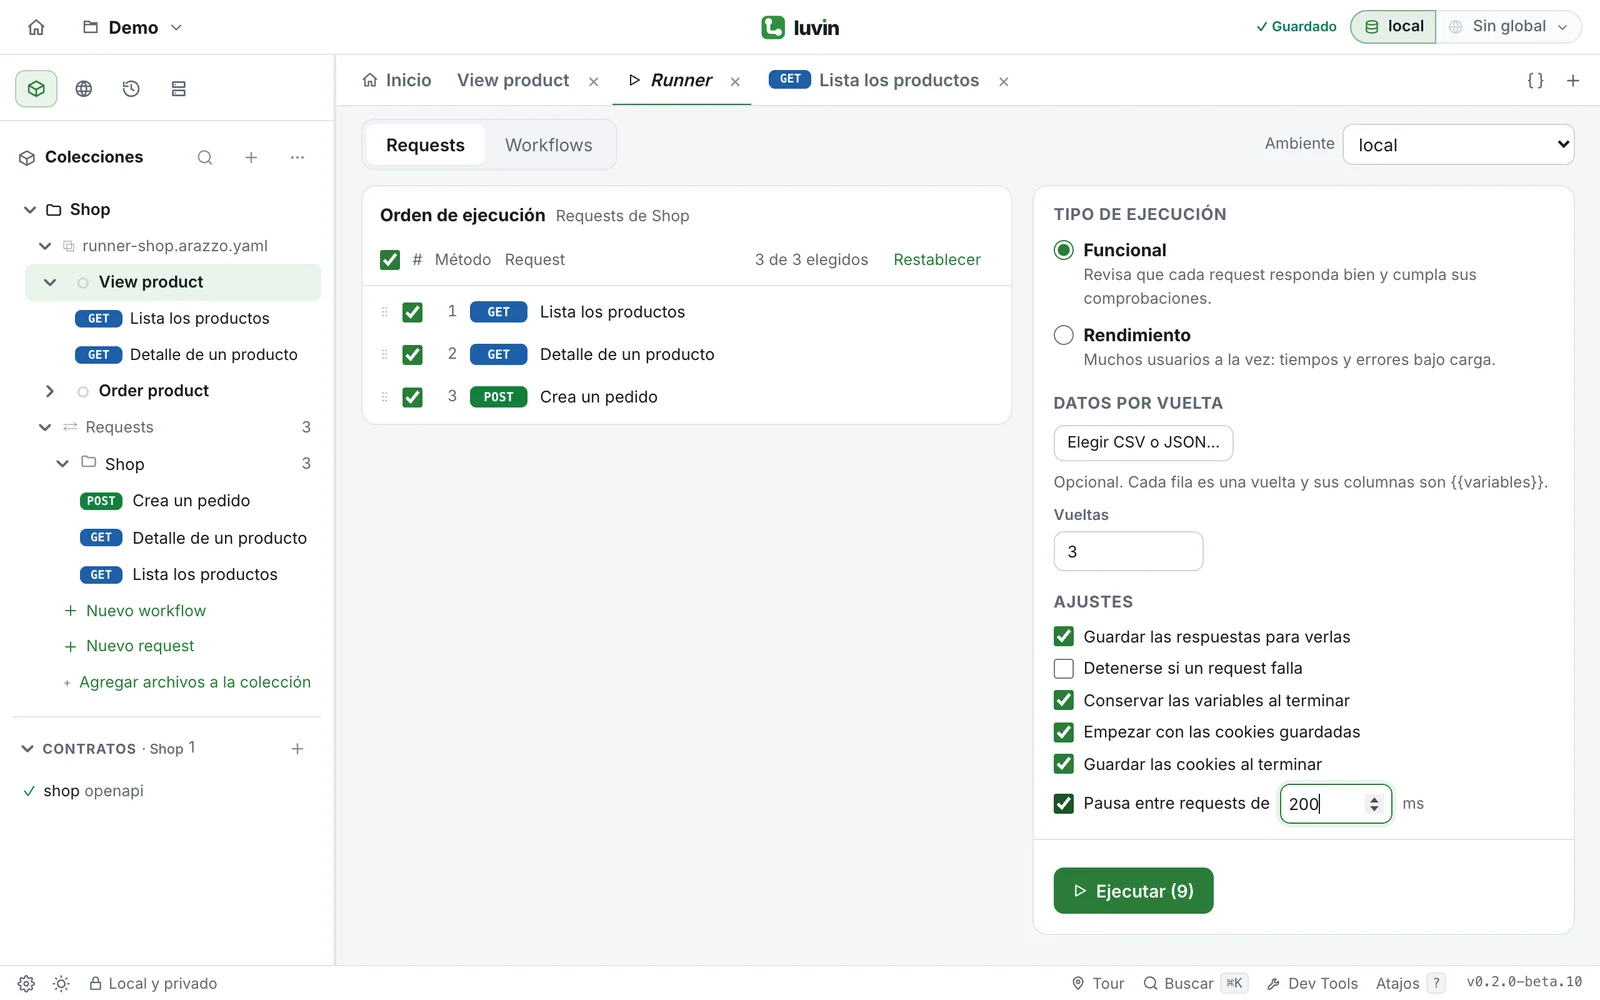 Demo
luvin
Guardado
local
Sin global
Inicio
View product
Runner
GET Lista los productos
{ }
Colecciones
Shop
runner-shop.arazzo.yaml
View product
GET Lista los productos
GET Detalle de un producto
Order product
Requests 3
Shop 3
POST Crea un pedido
GET Detalle de un producto
GET Lista los productos
+ Nuevo workflow
+ Nuevo request
+ Agregar archivos a la colección
CONTRATOS · Shop 1
shop openapi
Requests
Workflows
Ambiente
local
Orden de ejecución Requests de Shop
# Método Request 3 de 3 elegidos Restablecer
1 GET Lista los productos
2 GET Detalle de un producto
3 POST Crea un pedido
TIPO DE EJECUCIÓN
Funcional
Revisa que cada request responda bien y cumpla sus
comprobaciones.
Rendimiento
Muchos usuarios a la vez: tiempos y errores bajo carga.
DATOS POR VUELTA
Elegir CSV o JSON...
Opcional. Cada fila es una vuelta y sus columnas son {{variables}}.
Vueltas
3
AJUSTES
Guardar las respuestas para verlas
Detenerse si un request falla
Conservar las variables al terminar
Empezar con las cookies guardadas
Guardar las cookies al terminar
Pausa entre requests de 200 ms
Ejecutar (9)
Local y privado
Tour
Buscar ⌘K
Dev Tools
Atajos ?
v0.2.0-beta.10